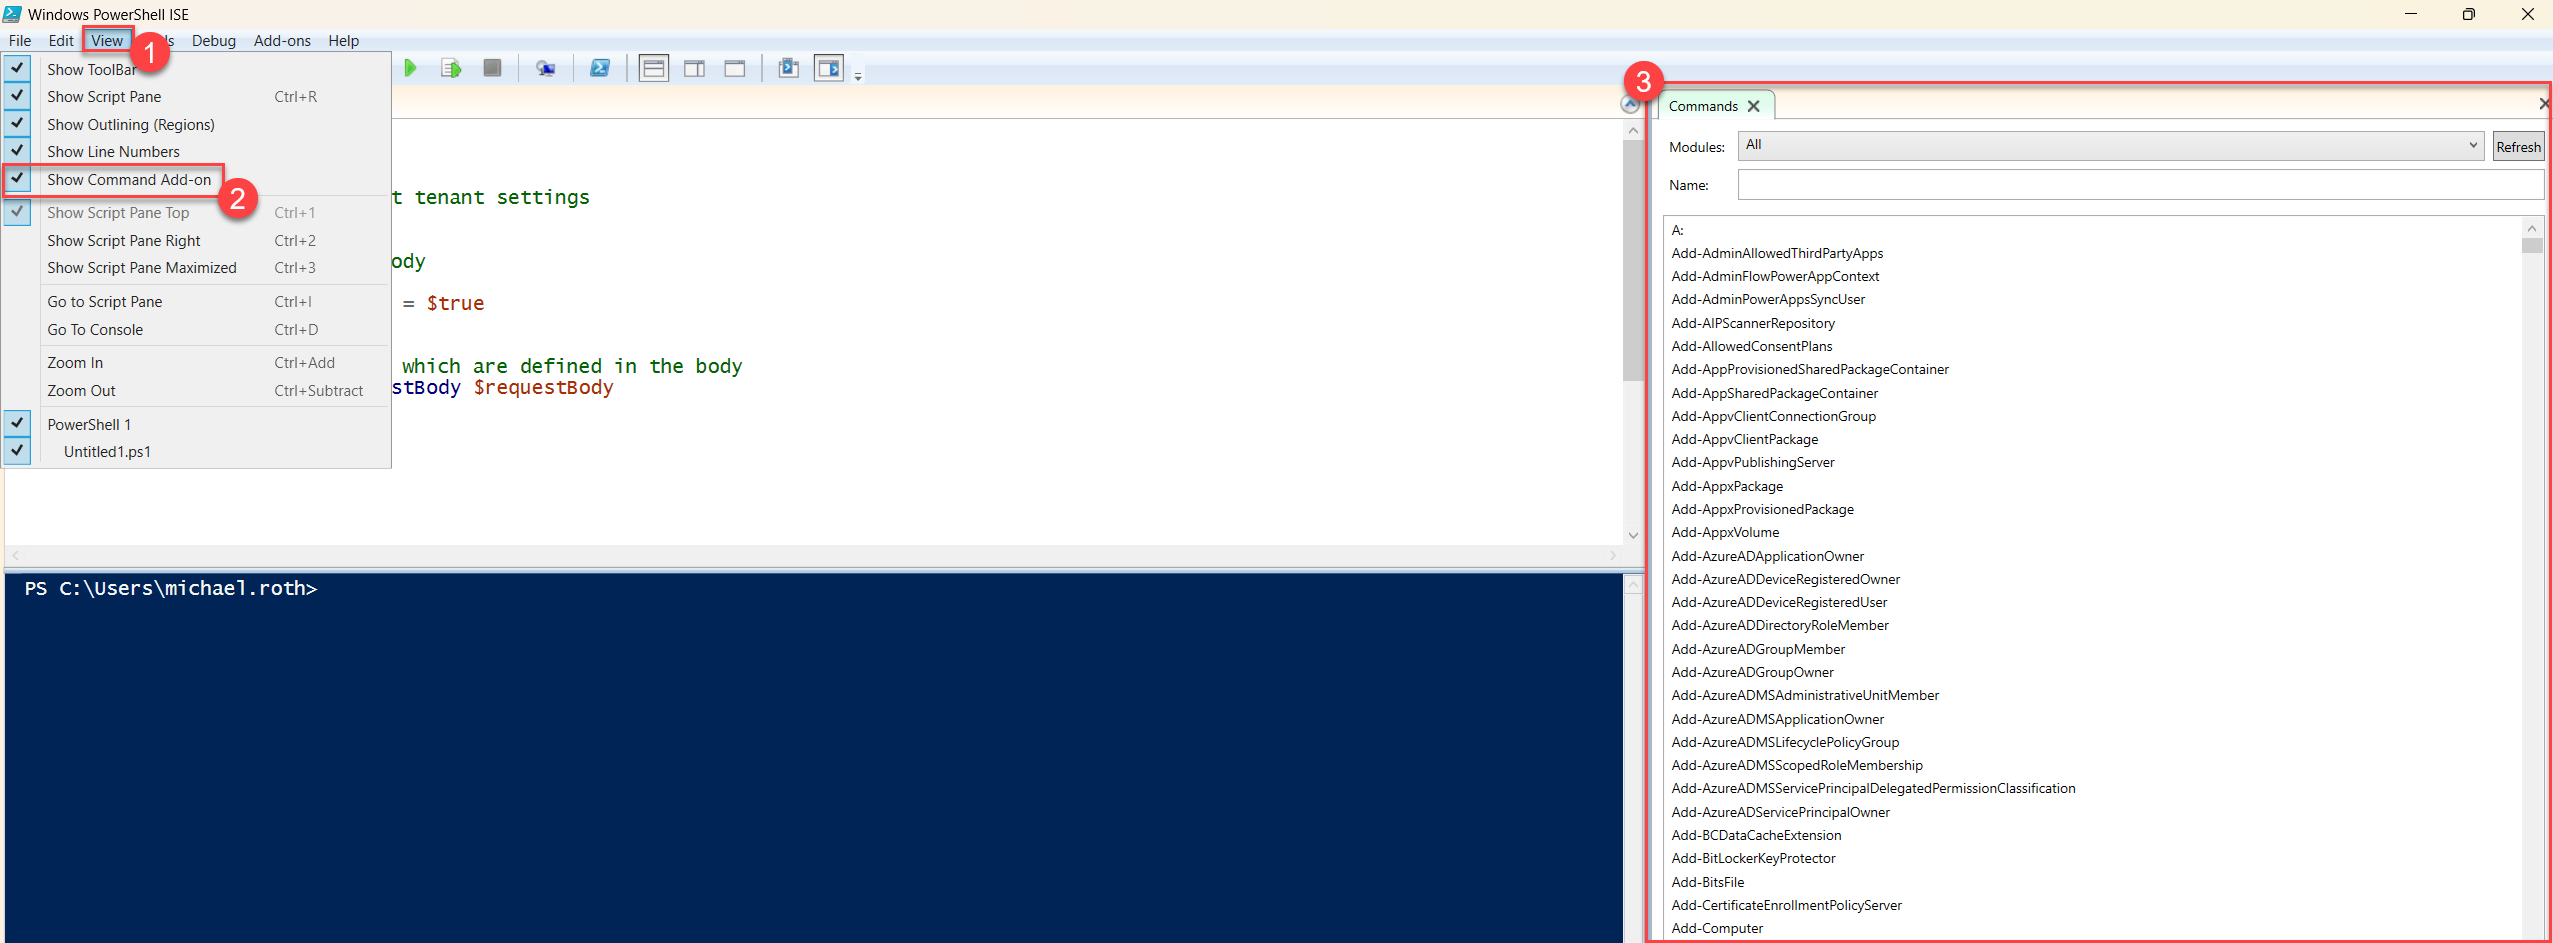 Windows PowerShell ISE
File Edit View s Debug Add-ons Help
1
Show ToolBar
Show Script Pane Ctrl+R
Show Outlining (Regions)
Show Line Numbers
Show Command Add-on
2
Show Script Pane Top Ctrl+1
Show Script Pane Right Ctrl+2
Show Script Pane Maximized Ctrl+3
Go to Script Pane Ctrl+I
Go To Console Ctrl+D
Zoom In Ctrl+Add
Zoom Out Ctrl+Subtract
PowerShell 1
Untitled1.ps1
t tenant settings
ody
= $true
which are defined in the body
stBody $requestBody
PS C:\Users\michael.roth>
3
Commands
Modules: All Refresh
Name:
A:
Add-AdminAllowedThirdPartyApps
Add-AdminFlowPowerAppContext
Add-AdminPowerAppsSyncUser
Add-AIPScannerRepository
Add-AllowedConsentPlans
Add-AppProvisionedSharedPackageContainer
Add-AppSharedPackageContainer
Add-AppvClientConnectionGroup
Add-AppvClientPackage
Add-AppvPublishingServer
Add-AppxPackage
Add-AppxProvisionedPackage
Add-AppxVolume
Add-AzureADApplicationOwner
Add-AzureADDeviceRegisteredOwner
Add-AzureADDeviceRegisteredUser
Add-AzureADDirectoryRoleMember
Add-AzureADGroupMember
Add-AzureADGroupOwner
Add-AzureADMSAdministrativeUnitMember
Add-AzureADMSApplicationOwner
Add-AzureADMSLifecyclePolicyGroup
Add-AzureADMSScopedRoleMembership
Add-AzureADMSServicePrincipalDelegatedPermissionClassification
Add-AzureADServicePrincipalOwner
Add-BCDataCacheExtension
Add-BitLockerKeyProtector
Add-BitsFile
Add-CertificateEnrollmentPolicyServer
Add-Computer